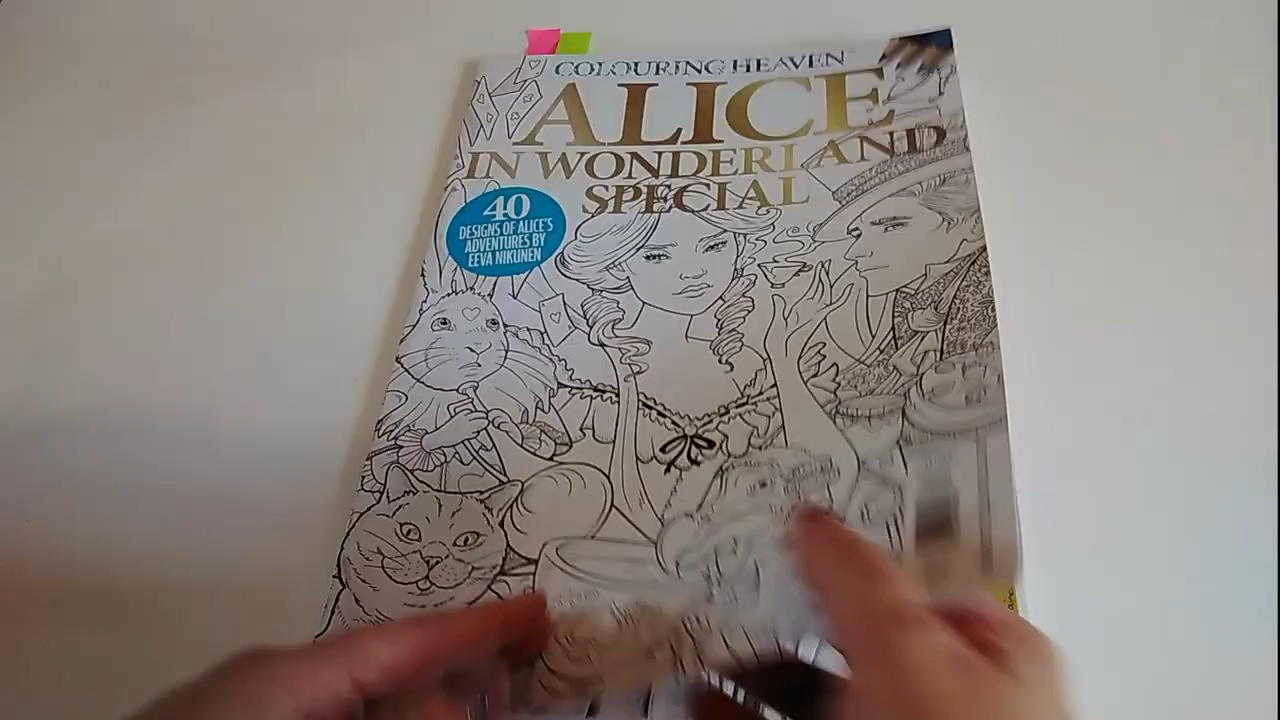 COLOURING HEAVEN
ALICE
IN WONDERLAND
SPECIAL
40
DESIGNS OF ALICE'S
ADVENTURES BY
EEVA NIKUNEN